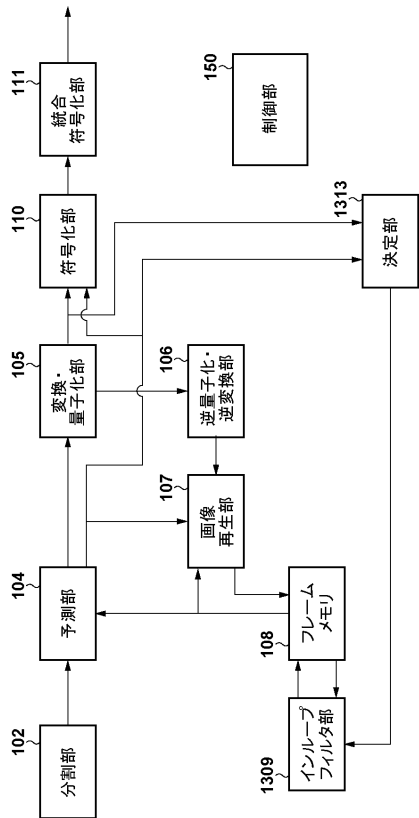 102
分割部
104
予測部
105
変換・
量子化部
110
符号化部
111
統合
符号化部
106
逆量子化・
逆変換部
107
画像
再生部
150
制御部
108
フレーム
メモリ
1309
インループ
フィルタ部
1313
決定部